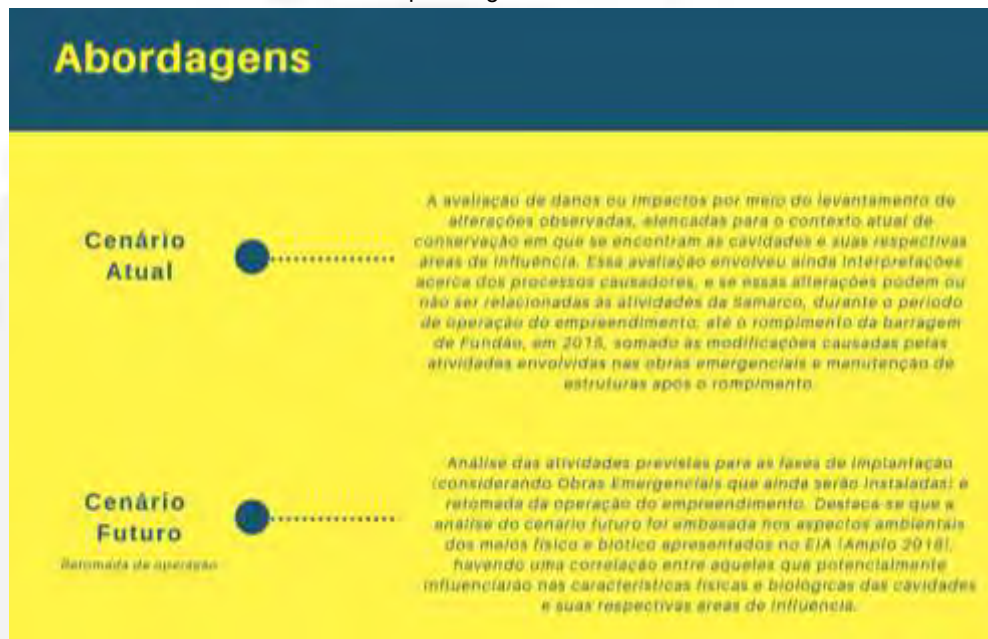 Abordagens
Cenário
Atual
A avaliação de danos ou impactos por meio do levantamento de
alterações observadas, elencadas para o contexto atual de
conservação em que se encontram as cavidades e suas respectivas
áreas de influência. Essa avaliação envolveu ainda interpretações
acerca dos processos causadores, e se essas alterações podem ou
não ser relacionadas às atividades da Samarco, durante o período
de operação do empreendimento, até o rompimento da barragem
de Fundão, em 2015, somado às modificações causadas pelas
atividades envolvidas nas obras emergenciais e manutenção de
estruturas após o rompimento.
Cenário
Futuro
Retomada da operação
Análise das atividades previstas para as fases de implantação
(considerando Obras Emergenciais que ainda serão instaladas) e
retomada da operação do empreendimento. Destaca-se que a
análise do cenário futuro foi embasada nos aspectos ambientais
dos meios físico e biótico apresentados no EIA (Amplo 2018),
havendo uma correlação entre aqueles que potencialmente
influenciarão nas características físicas e biológicas das cavidades
e suas respectivas áreas de influência.